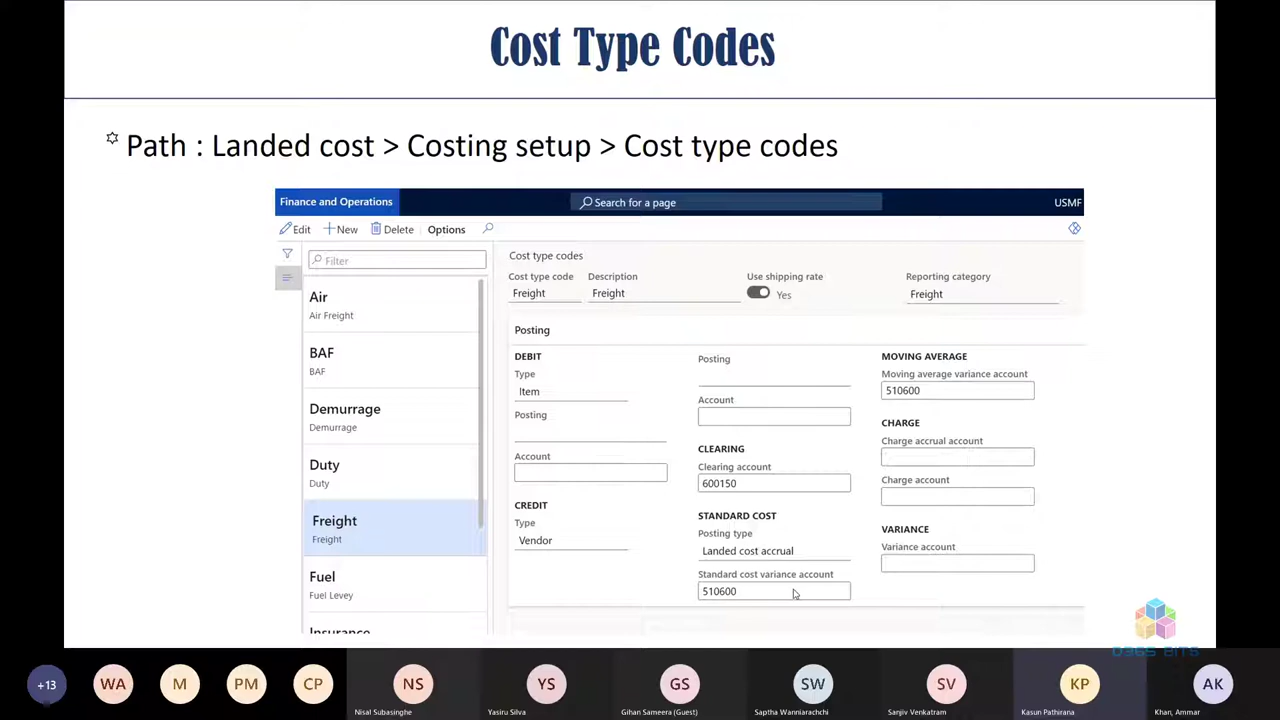 Cost Type Codes
Path : Landed cost > Costing setup > Cost type codes
Finance and Operations
Search for a page
USMF
Edit
New
Delete
Options
Filter
Air
Air Freight
BAF
BAF
Demurrage
Demurrage
Duty
Duty
Freight
Freight
Fuel
Fuel Levey
Insurance
Cost type codes
Cost type code
Description
Use shipping rate
Reporting category
Freight
Freight
Yes
Freight
Posting
DEBIT
Type
Item
Posting
Account
CREDIT
Type
Vendor
Posting
Account
CLEARING
Clearing account
600150
STANDARD COST
Posting type
Landed cost accrual
Standard cost variance account
510600
MOVING AVERAGE
Moving average variance account
510600
CHARGE
Charge accrual account
Charge account
VARIANCE
Variance account
D365 BITS
+13
WA
M
PM
CP
NS
Nisal Subasinghe
YS
Yasiru Silva
GS
Gihan Sameera (Guest)
SW
Saptha Wanniarachchi
SV
Sanjiv Venkatram
KP
Kasun Pathirana
AK
Khan, Ammar